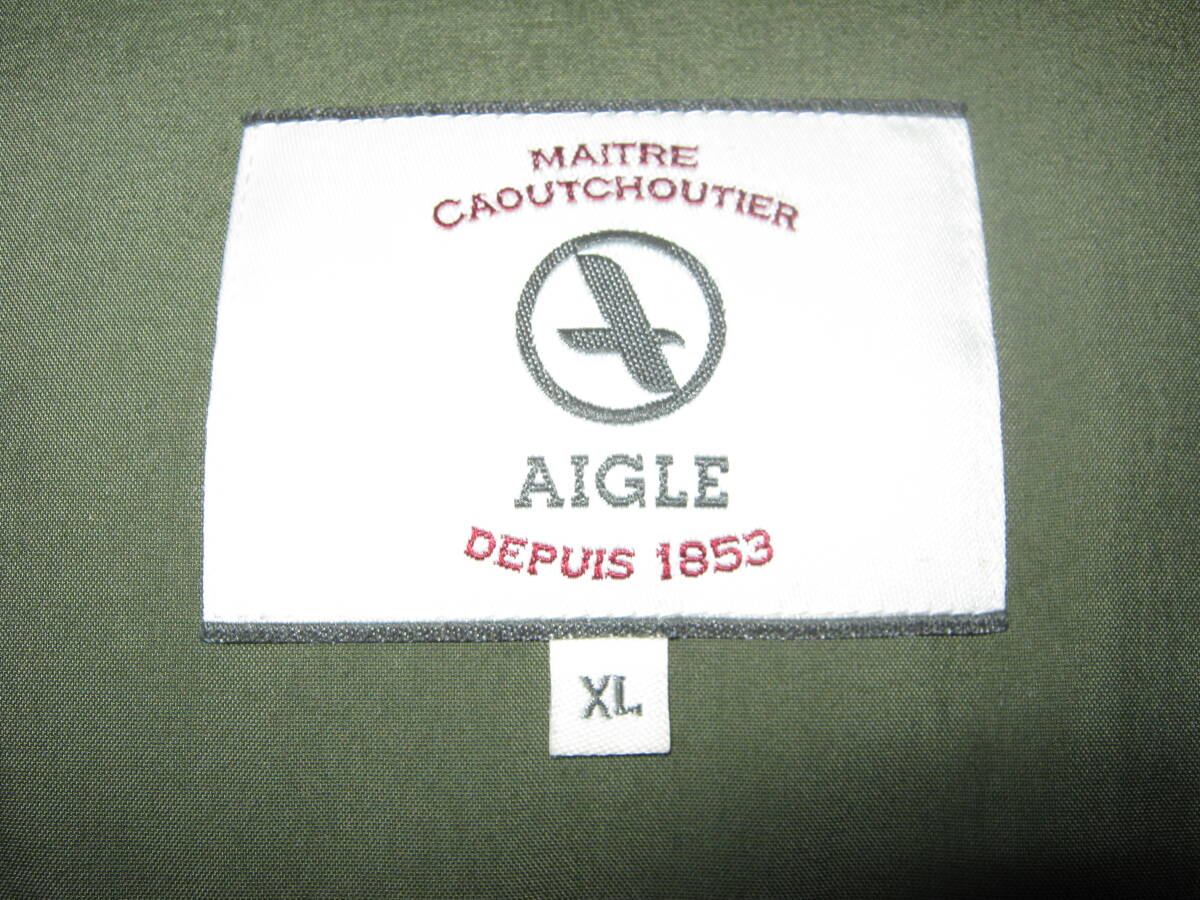 MAITRE
CAOUTCHOUTIER
AIGLE
DEPUIS 1853
XL